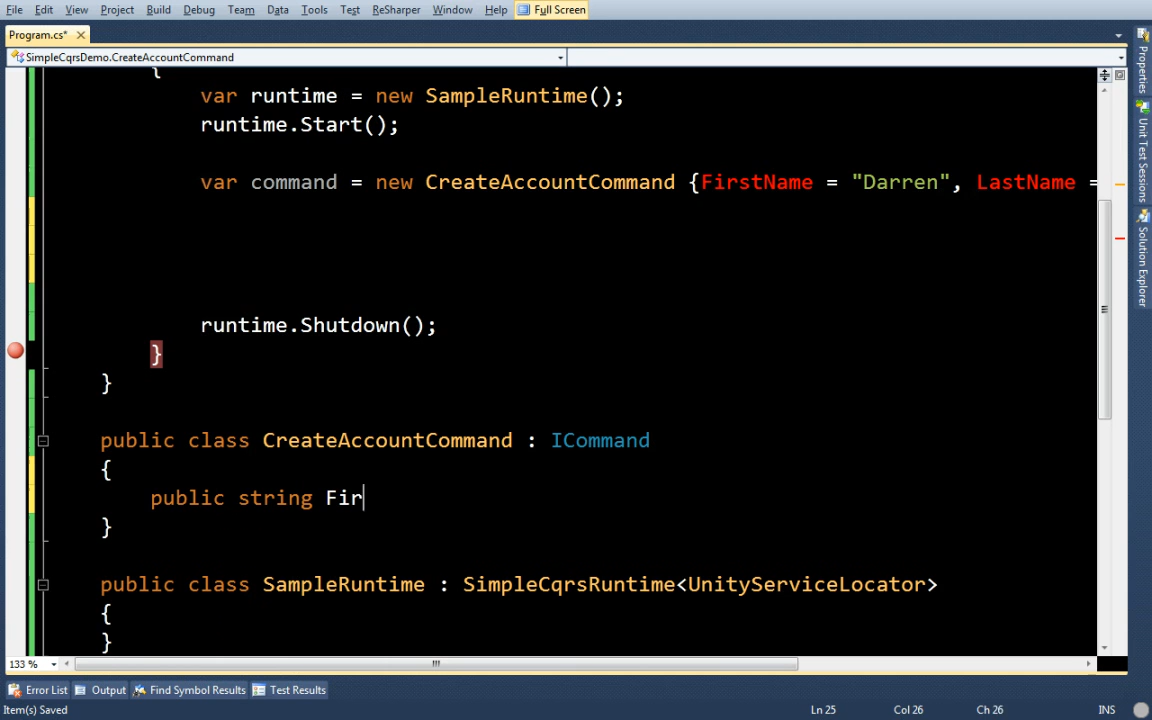 File Edit View Project Build Debug Team Data Tools Test ReSharper Window Help Full Screen
Program.cs*
SimpleCqrsDemo.CreateAccountCommand
{
var runtime = new SampleRuntime();
runtime.Start();
var command = new CreateAccountCommand {FirstName = "Darren", LastName =
runtime.Shutdown();
}
}
public class CreateAccountCommand : ICommand
{
public string Fir
}
public class SampleRuntime : SimpleCqrsRuntime<UnityServiceLocator>
{
}
133 %
Error List Output Find Symbol Results Test Results
Item(s) Saved Ln 25 Col 26 Ch 26 INS
Properties
Unit Test Sessions
Solution Explorer